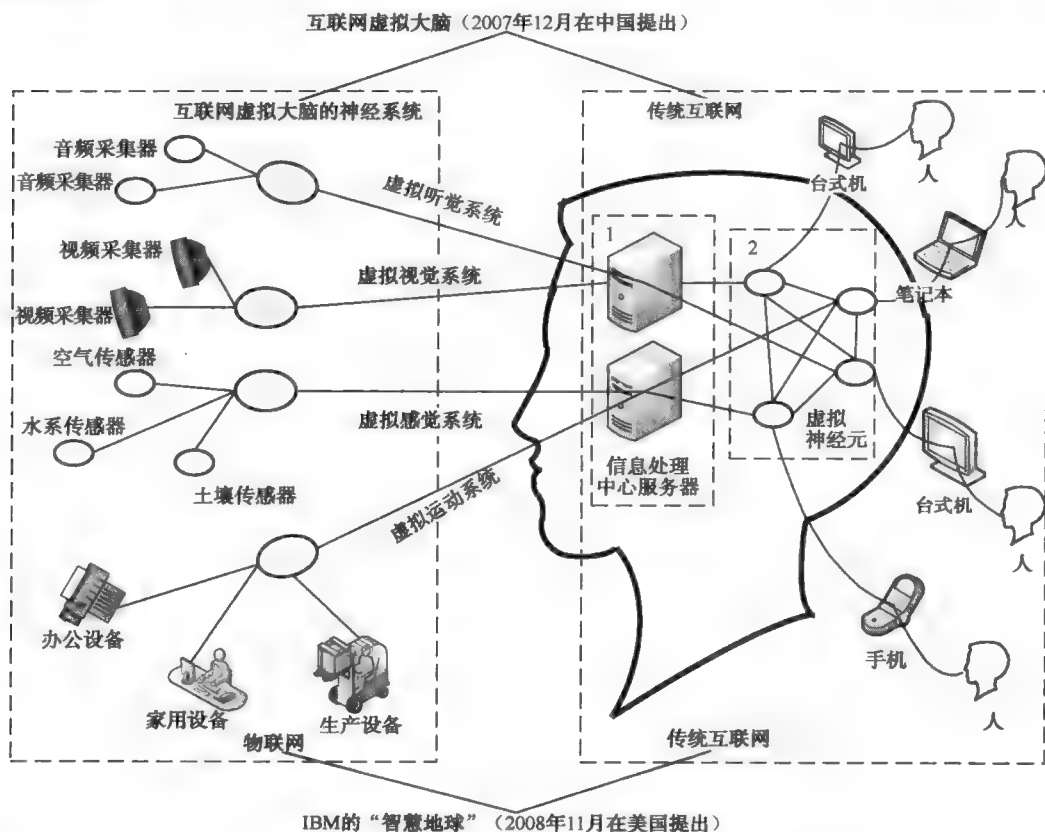 互联网虚拟大脑（2007年12月在中国提出）
互联网虚拟大脑的神经系统
传统互联网
音频采集器
音频采集器
虚拟听觉系统
视频采集器
视频采集器
虚拟视觉系统
空气传感器
水系传感器
土壤传感器
虚拟感觉系统
虚拟运动系统
办公设备
家用设备
生产设备
物联网
1
信息处理
中心服务器
2
虚拟
神经元
台式机
人
笔记本
人
台式机
人
手机
人
传统互联网
IBM的“智慧地球”（2008年11月在美国提出）